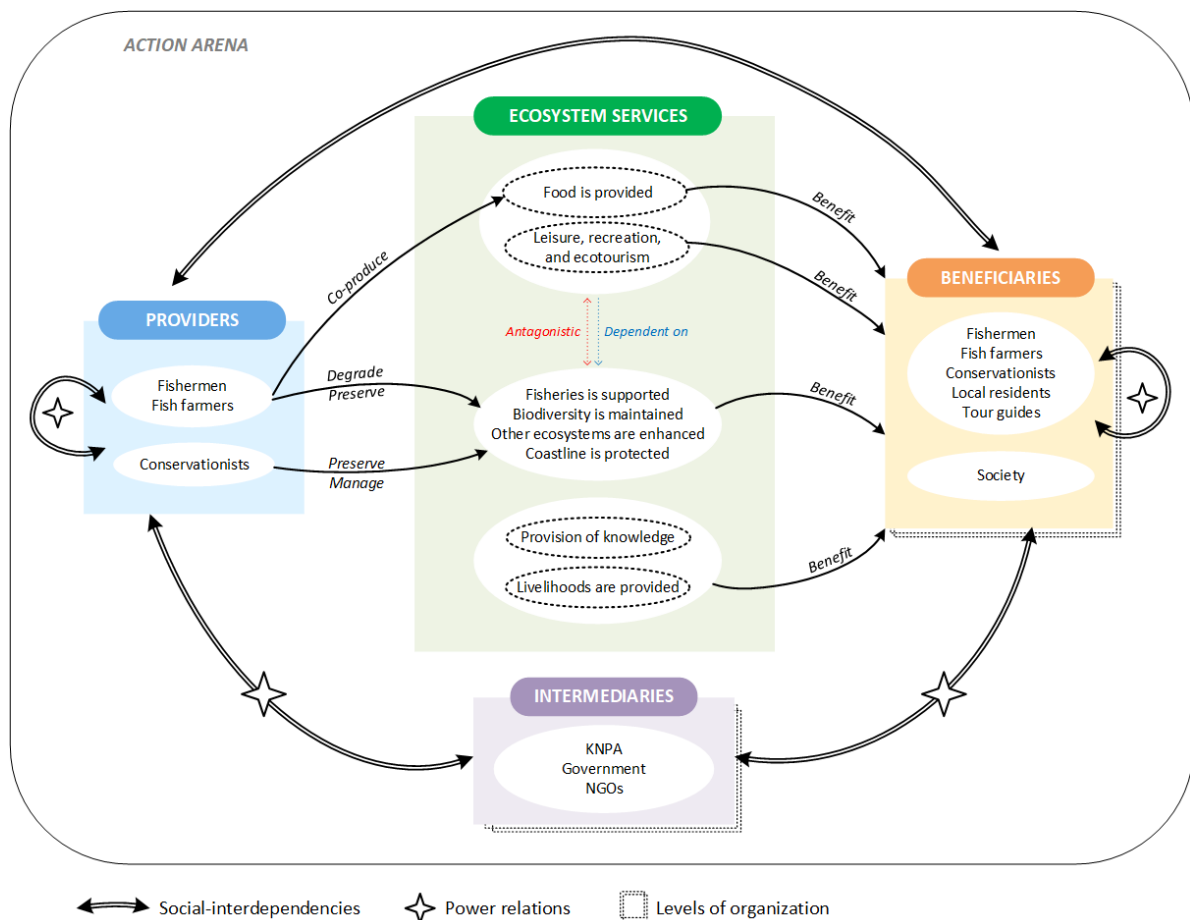 ACTION ARENA
ECOSYSTEM SERVICES
Food is provided
Leisure, recreation,
and ecotourism
Benefit
Benefit
Co-produce
Antagonistic
Dependent on
PROVIDERS
Fishermen
Fish farmers
Conservationists
Degrade
Preserve
Preserve
Manage
Fisheries is supported
Biodiversity is maintained
Other ecosystems are enhanced
Coastline is protected
Benefit
Provision of knowledge
Livelihoods are provided
Benefit
BENEFICIARIES
Fishermen
Fish farmers
Conservationists
Local residents
Tour guides
Society
INTERMEDIARIES
KNPA
Government
NGOs
Social-interdependencies
Power relations
Levels of organization